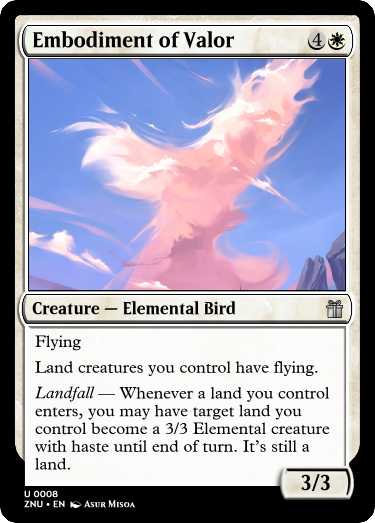 Embodiment of Valor 4
Creature — Elemental Bird
Flying
Land creatures you control have flying.
Landfall — Whenever a land you control
enters, you may have target land you
control become a 3/3 Elemental creature
with haste until end of turn. It's still a
land.
3/3
U 0008
ZNU • EN Asur Misoa